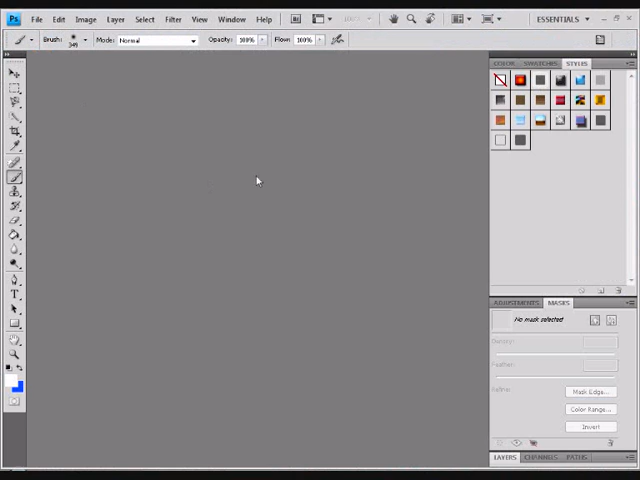 Ps File Edit Image Layer Select Filter View Window Help ESSENTIALS
Brush: 349 Mode: Normal Opacity: 100% Flow: 100%
COLOR SWATCHES STYLES
ADJUSTMENTS MASKS
No mask selected
Density:
Feather:
Refine: Mask Edge...
Color Range...
Invert
LAYERS CHANNELS PATHS